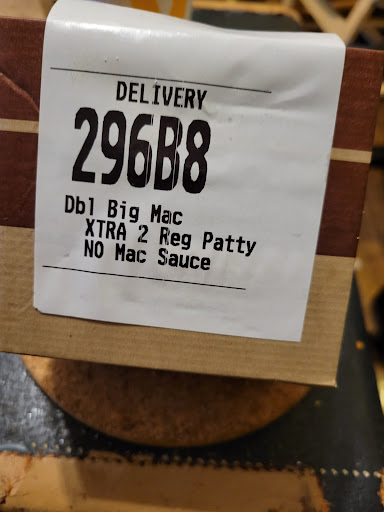 DELIVERY
296B8
Dbl Big Mac
XTRA 2 Reg Patty
NO Mac Sauce